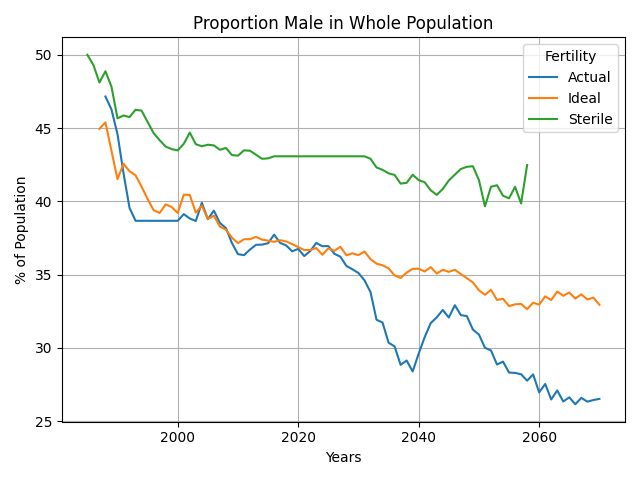 Proportion Male in Whole Population
% of Population
50
45
40
35
30
25
Fertility
Actual
Ideal
Sterile
2000
2020
2040
2060
Years